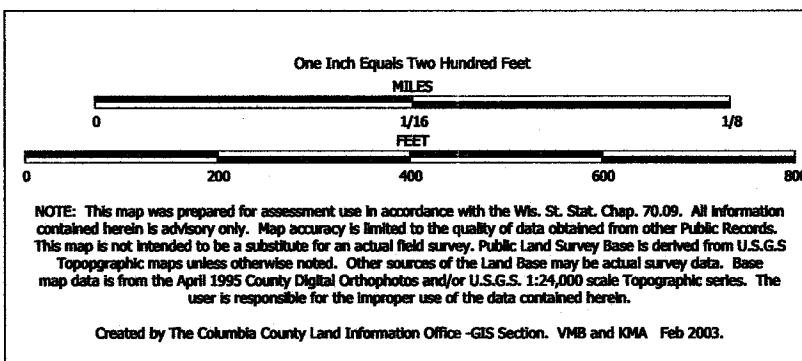 One Inch Equals Two Hundred Feet
MILES
0 1/16 1/8
FEET
0 200 400 600 800
NOTE: This map was prepared for assessment use in accordance with the Wis. St. Stat. Chap. 70.09. All information
contained herein is advisory only. Map accuracy is limited to the quality of data obtained from other Public Records.
This map is not intended to be a substitute for an actual field survey. Public Land Survey Base is derived from U.S.G.S
Topopgraphic maps unless otherwise noted. Other sources of the Land Base may be actual survey data. Base
map data is from the April 1995 County Digital Orthophotos and/or U.S.G.S. 1:24,000 scale Topographic series. The
user is responsible for the improper use of the data contained herein.
Created by The Columbia County Land Information Office -GIS Section. VMB and KMA Feb 2003.